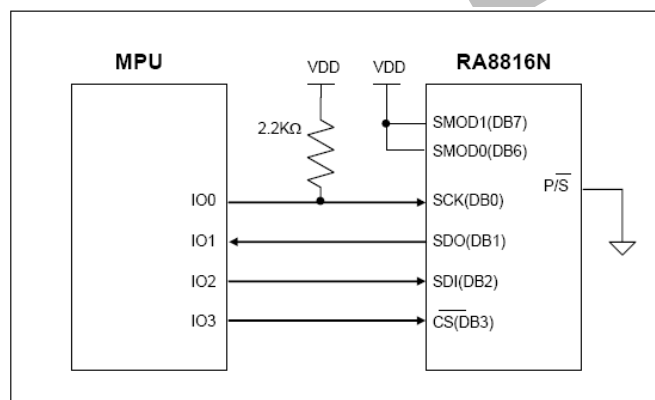 MPU
VDD
VDD
RA8816N
2.2KΩ
SMOD1(DB7)
SMOD0(DB6)
P/S
IO0
SCK(DB0)
IO1
SDO(DB1)
IO2
SDI(DB2)
IO3
CS(DB3)